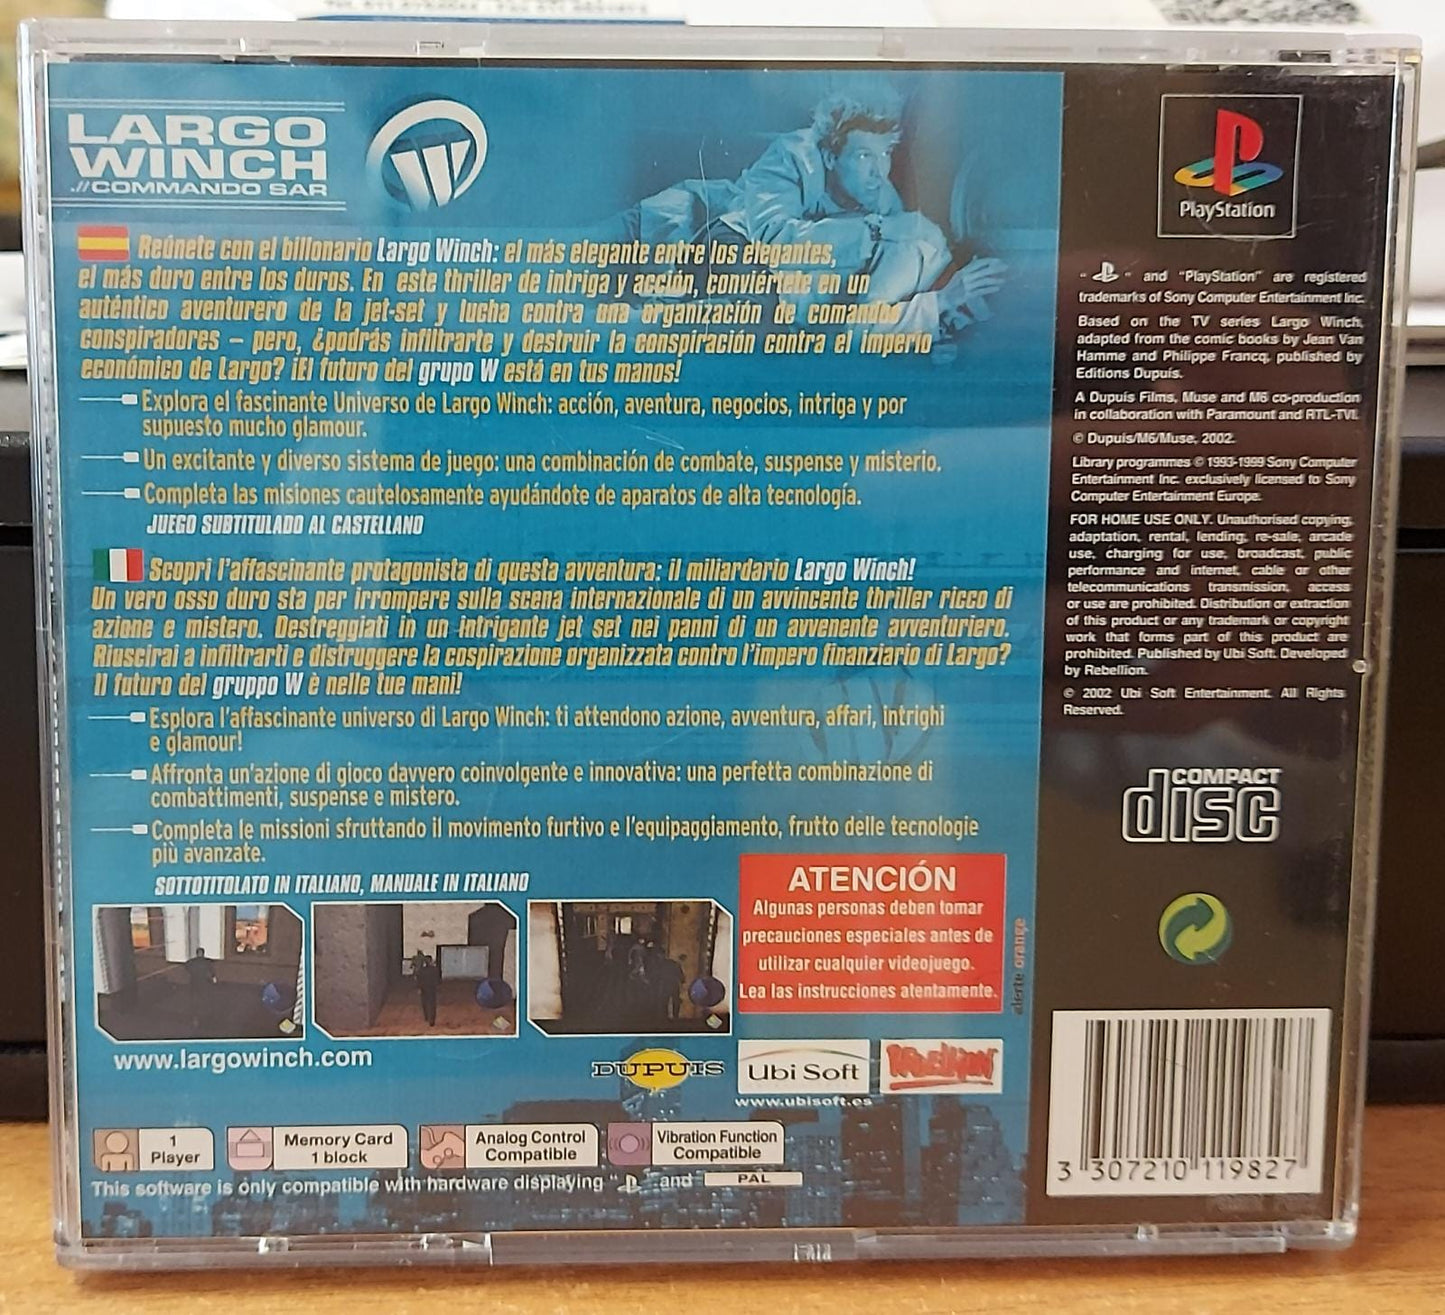 LARGO
WINCH
.//COMMANDO SAR
Reúnete con el billonario Largo Winch: el más elegante entre los elegantes,
el más duro entre los duros. En este thriller de intriga y acción, conviértete en un
auténtico aventurero de la jet-set y lucha contra una organización de comandos
conspiradores – pero, ¿podrás infiltrarte y destruir la conspiración contra el imperio
económico de Largo? ¡El futuro del grupo W está en tus manos!
Explora el fascinante Universo de Largo Winch: acción, aventura, negocios, intriga y por
supuesto mucho glamour.
Un excitante y diverso sistema de juego: una combinación de combate, suspense y misterio.
Completa las misiones cautelosamente ayudándote de aparatos de alta tecnología.
JUEGO SUBTITULADO AL CASTELLANO
Scopri l'affascinante protagonista di questa avventura: il miliardario Largo Winch!
Un vero osso duro sta per irrompere sulla scena internazionale di un avvincente thriller ricco di
azione e mistero. Destreggiati in un intrigante jet set nei panni di un avvenente avventuriero.
Riuscirai a infiltrarti e distruggere la cospirazione organizzata contro l'impero finanziario di Largo?
Il futuro del gruppo W è nelle tue mani!
Esplora l'affascinante universo di Largo Winch: ti attendono azione, avventura, affari, intrighi
e glamour!
Affronta un'azione di gioco davvero coinvolgente e innovativa: una perfetta combinazione di
combattimenti, suspense e mistero.
Completa le missioni sfruttando il movimento furtivo e l'equipaggiamento, frutto delle tecnologie
più avanzate.
SOTTOTITOLATO IN ITALIANO, MANUALE IN ITALIANO
ATENCIÓN
Algunas personas deben tomar
precauciones especiales antes de
utilizar cualquier videojuego.
Lea las instrucciones atentamente.
alerte orange
www.largowinch.com
DUPUIS
Ubi Soft
Rebellion
www.ubisoft.es
1
Player
Memory Card
1 block
Analog Control
Compatible
Vibration Function
Compatible
This software is only compatible with hardware displaying " " and PAL
PlayStation
" " and "PlayStation" are registered
trademarks of Sony Computer Entertainment Inc.
Based on the TV series Largo Winch,
adapted from the comic books by Jean Van
Hamme and Philippe Francq, published by
Editions Dupuis.
A Dupuis Films, Muse and M6 co-production
in collaboration with Paramount and RTL-TVI.
© Dupuis/M6/Muse, 2002.
Library programmes © 1993-1999 Sony Computer
Entertainment Inc. exclusively licensed to Sony
Computer Entertainment Europe.
FOR HOME USE ONLY. Unauthorised copying,
adaptation, rental, lending, re-sale, arcade
use, charging for use, broadcast, public
performance and internet, cable or other
telecommunications transmission, access
or use are prohibited. Distribution or extraction
of this product or any trademark or copyright
work that forms part of this product are
prohibited. Published by Ubi Soft. Developed
by Rebellion.
© 2002 Ubi Soft Entertainment. All Rights
Reserved.
COMPACT
disc
3 307210 119827